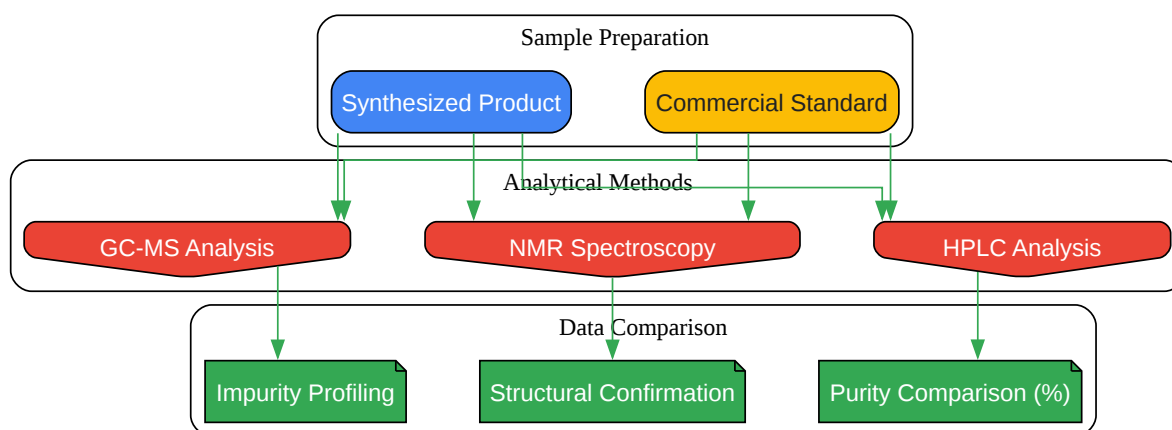 Sample Preparation
Synthesized Product
Commercial Standard
Analytical Methods
GC-MS Analysis
NMR Spectroscopy
HPLC Analysis
Data Comparison
Impurity Profiling
Structural Confirmation
Purity Comparison (%)